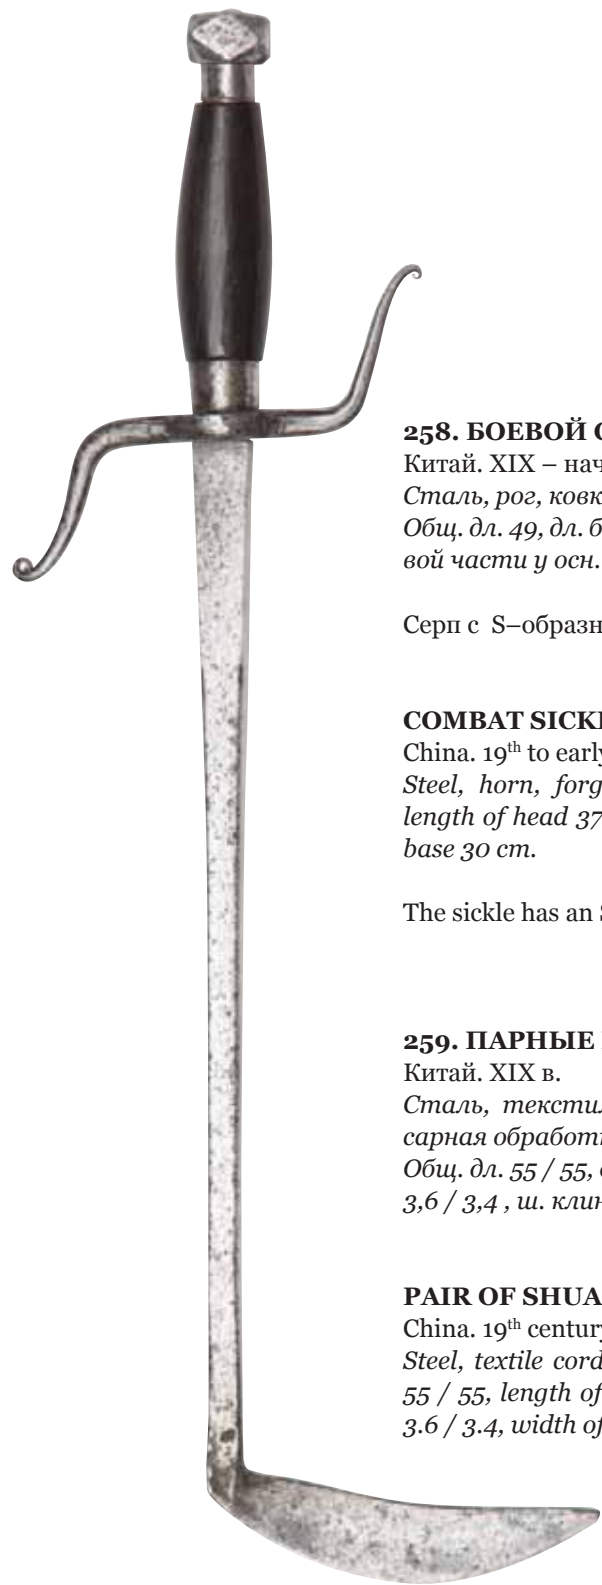 258. БОЕВОЙ
Китай. XIX – нач
Сталь, рог, ковк
Общ. дл. 49, дл. б
вой части у осн.
Серп с S–образн
COMBAT SICKL
China. 19th to early
Steel, horn, forg
length of head 37
base 30 cm.
The sickle has an
259. ПАРНЫЕ
Китай. XIX в.
Сталь, тексти
сарная обработ
Общ. дл. 55 / 55,
3,6 / 3,4 , ш. клин
PAIR OF SHUA
China. 19th century
Steel, textile cord
55 / 55, length of
3.6 / 3.4, width of